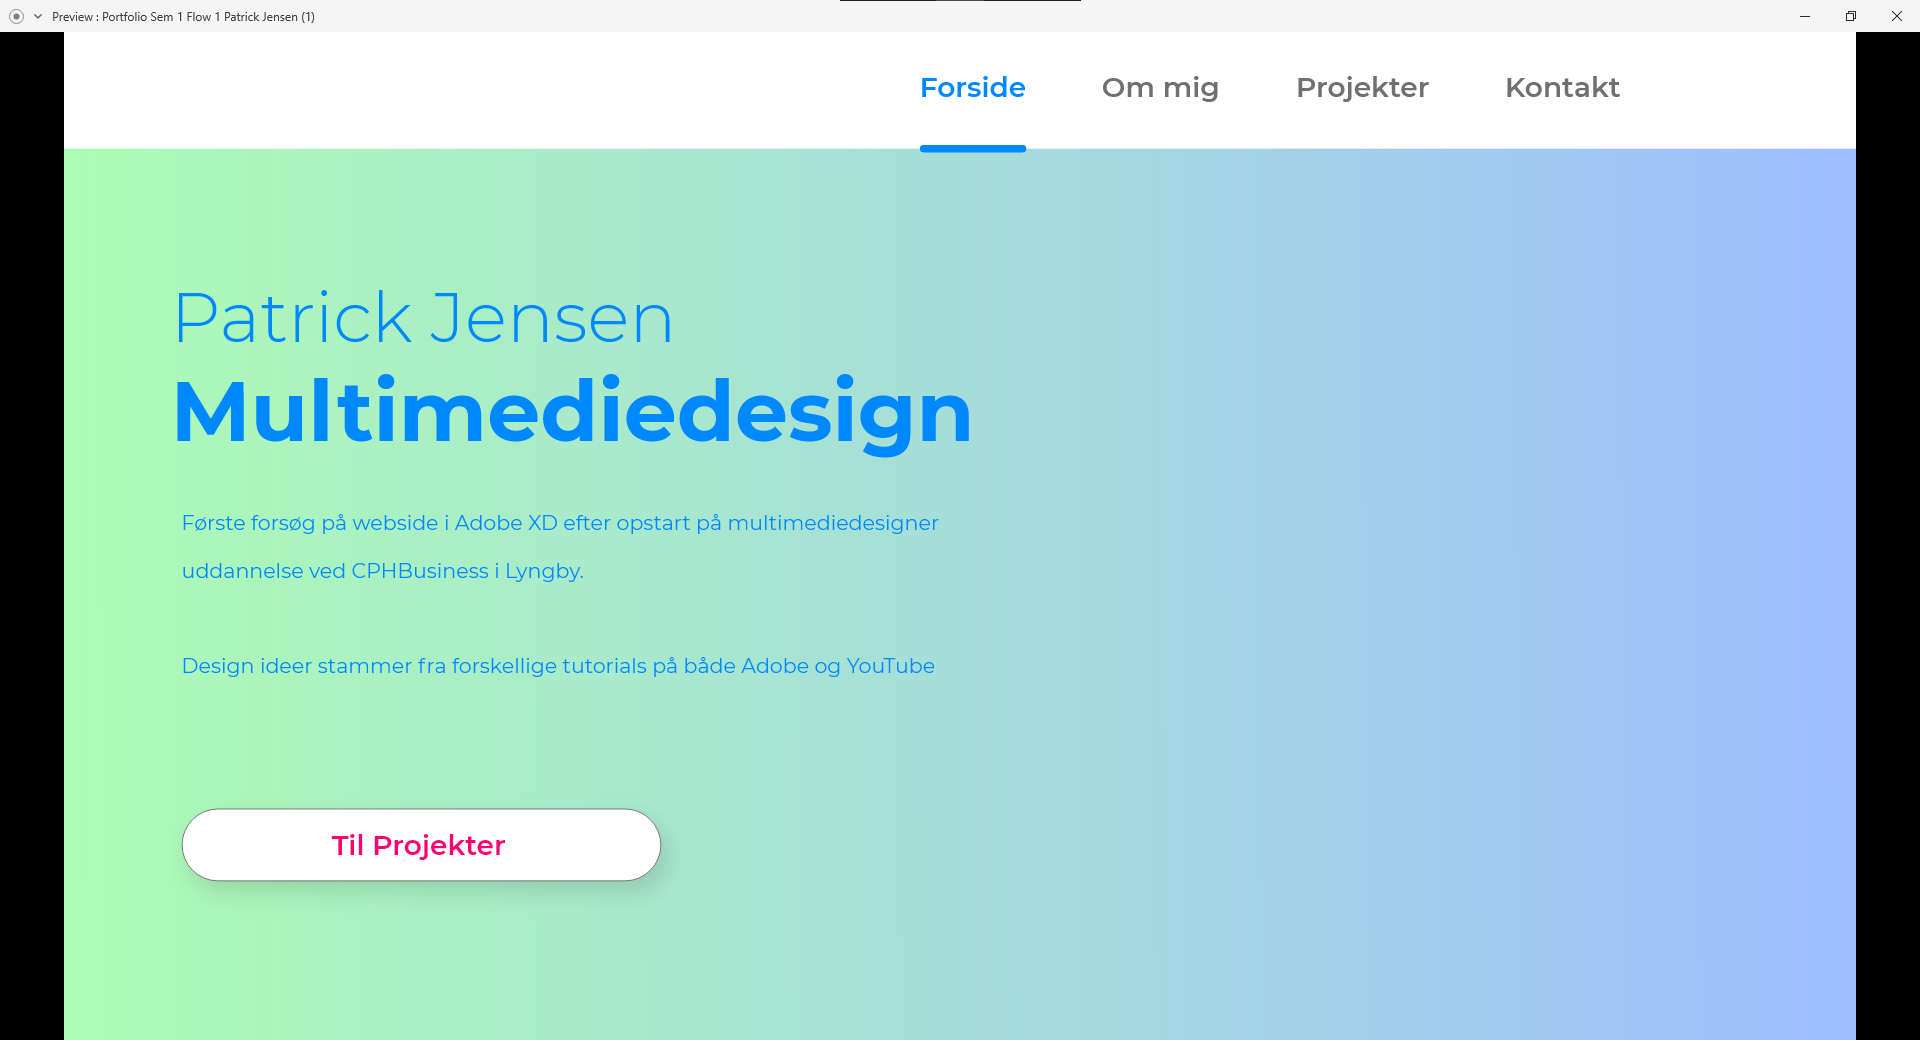 Preview : Portfolio Sem 1 Flow 1 Patrick Jensen (1)
Forside Om mig Projekter Kontakt
Patrick Jensen
Multimediedesign
Første forsøg på webside i Adobe XD efter opstart på multimediedesigner
uddannelse ved CPHBusiness i Lyngby.
Design ideer stammer fra forskellige tutorials på både Adobe og YouTube
Til Projekter